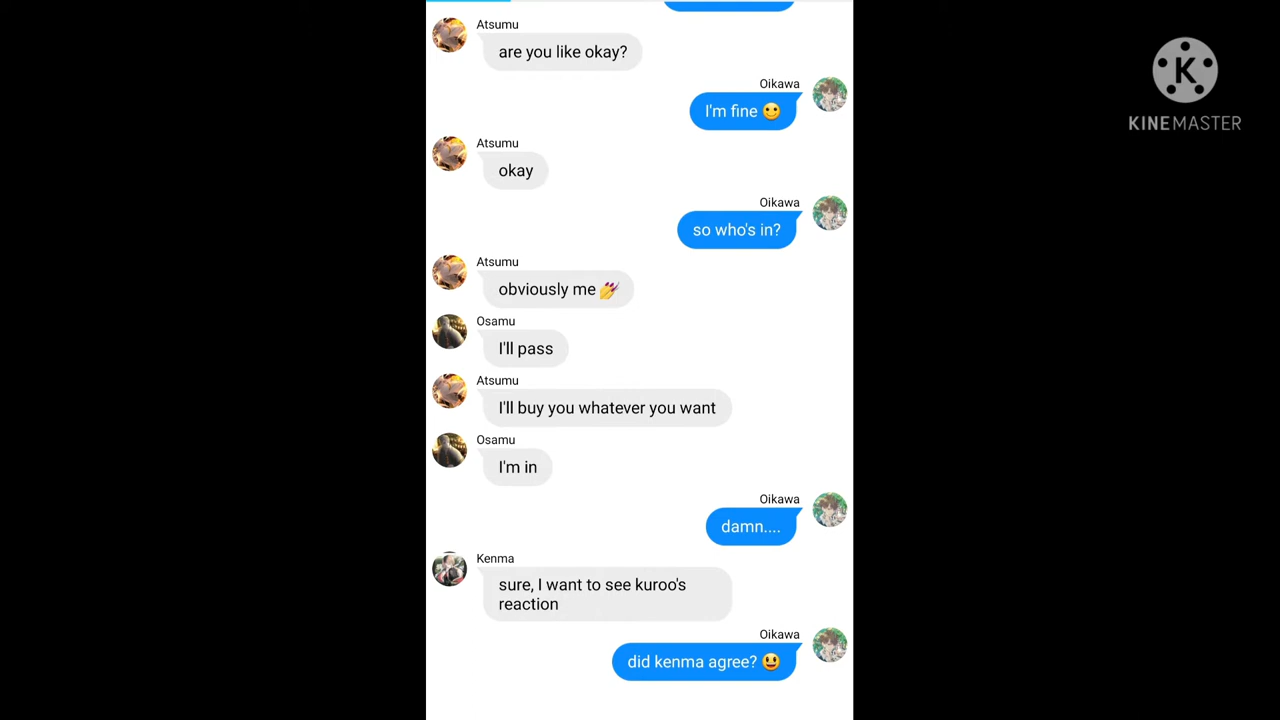 Atsumu
are you like okay?
Oikawa
I'm fine 🙂
Atsumu
okay
Oikawa
so who's in?
Atsumu
obviously me 💅
Osamu
I'll pass
Atsumu
I'll buy you whatever you want
Osamu
I'm in
Oikawa
damn....
Kenma
sure, I want to see kuroo's
reaction
Oikawa
did kenma agree? 😃
K
KINEMASTER